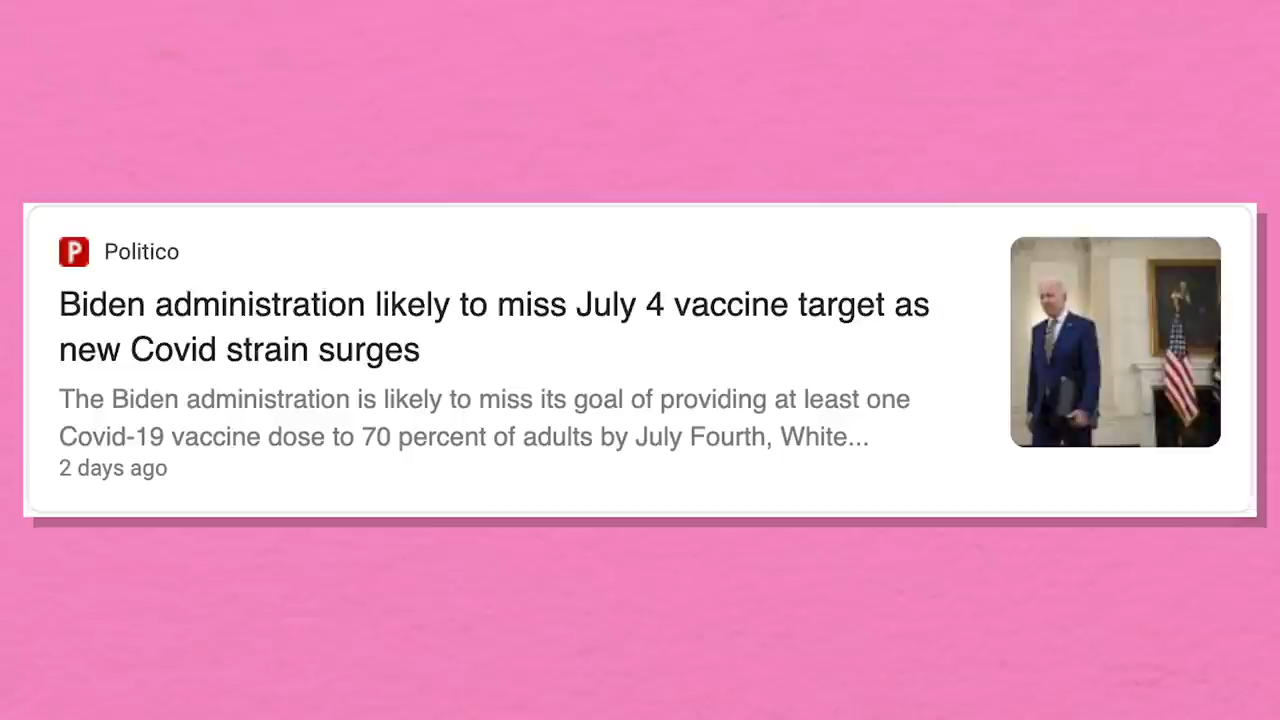 P Politico
Biden administration likely to miss July 4 vaccine target as
new Covid strain surges
The Biden administration is likely to miss its goal of providing at least one
Covid-19 vaccine dose to 70 percent of adults by July Fourth, White...
2 days ago